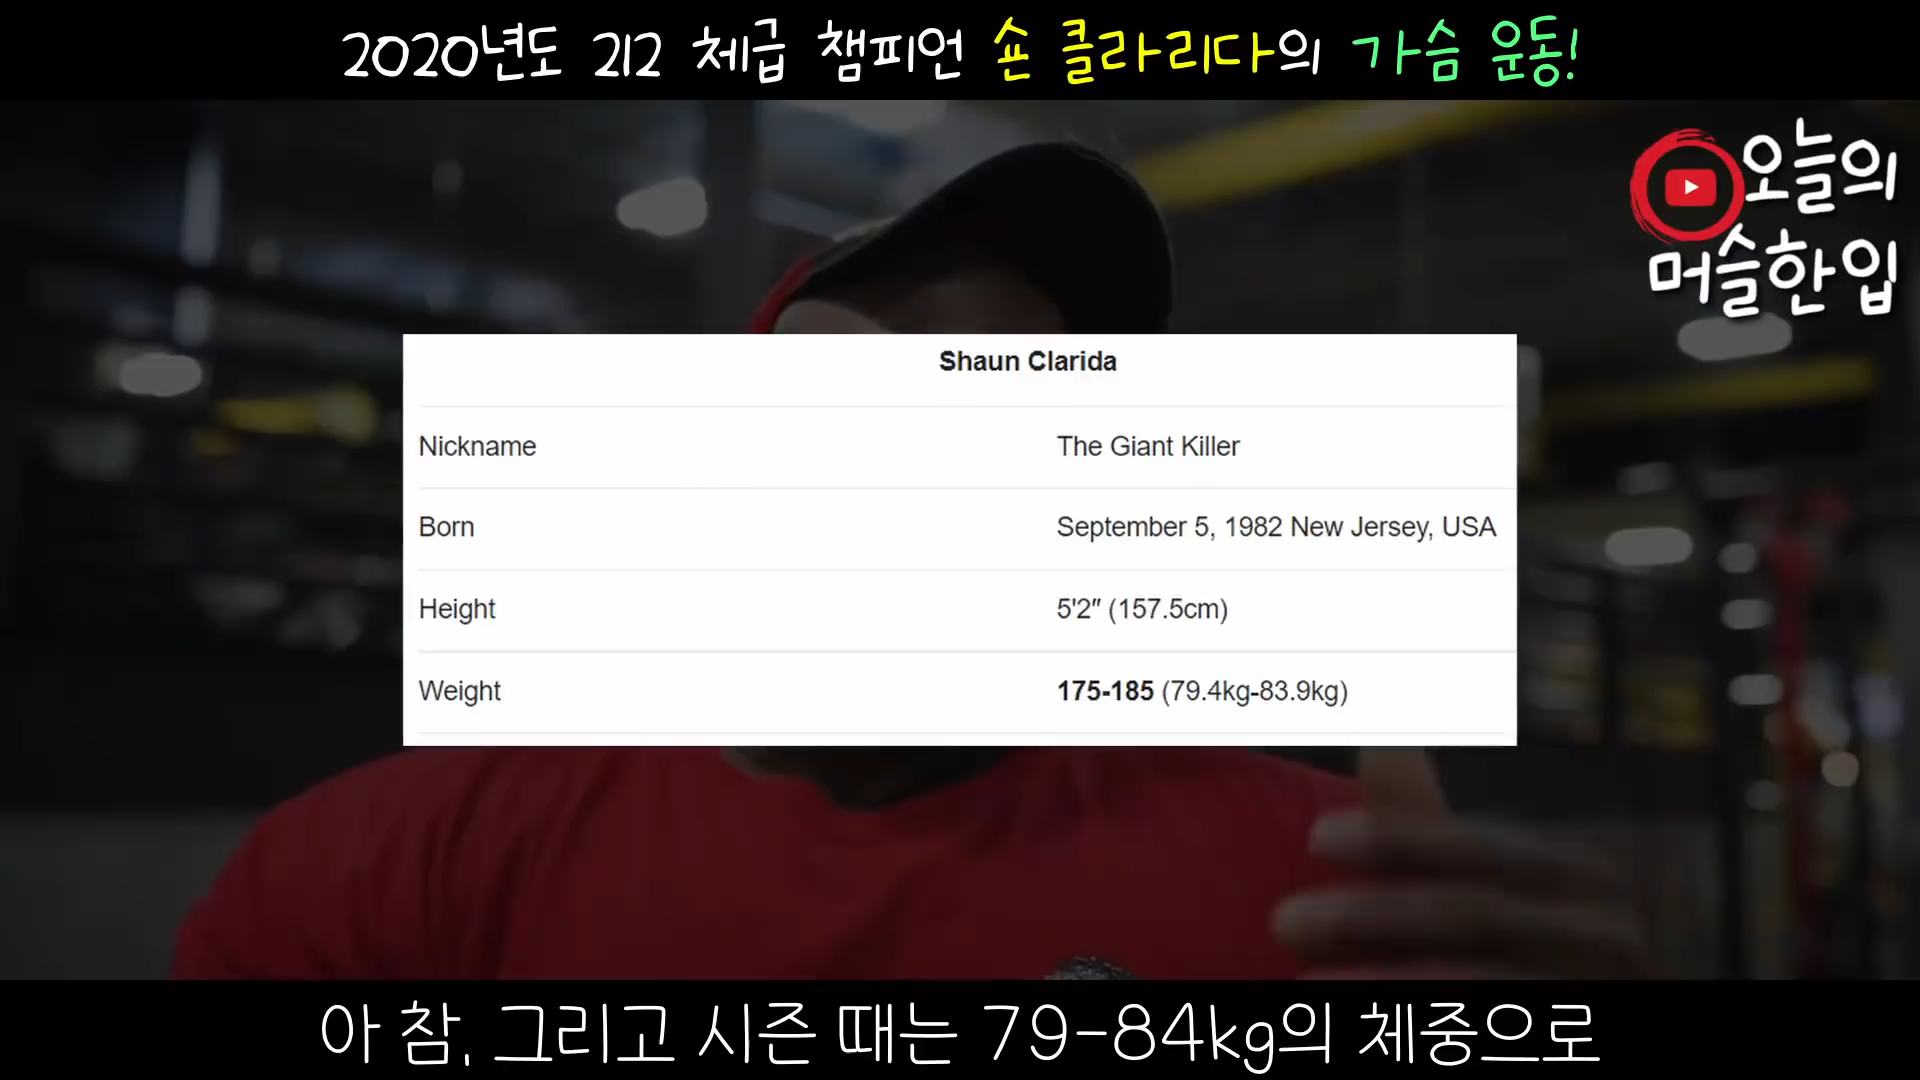 2020년도 212 체급 챔피언 숀 클라리다의 가슴 운동!
오늘의
머슬한입
Shaun Clarida
Nickname The Giant Killer
Born September 5, 1982 New Jersey, USA
Height 5'2″ (157.5cm)
Weight 175-185 (79.4kg-83.9kg)
아 참, 그리고 시즌 때는 79-84kg의 체중으로